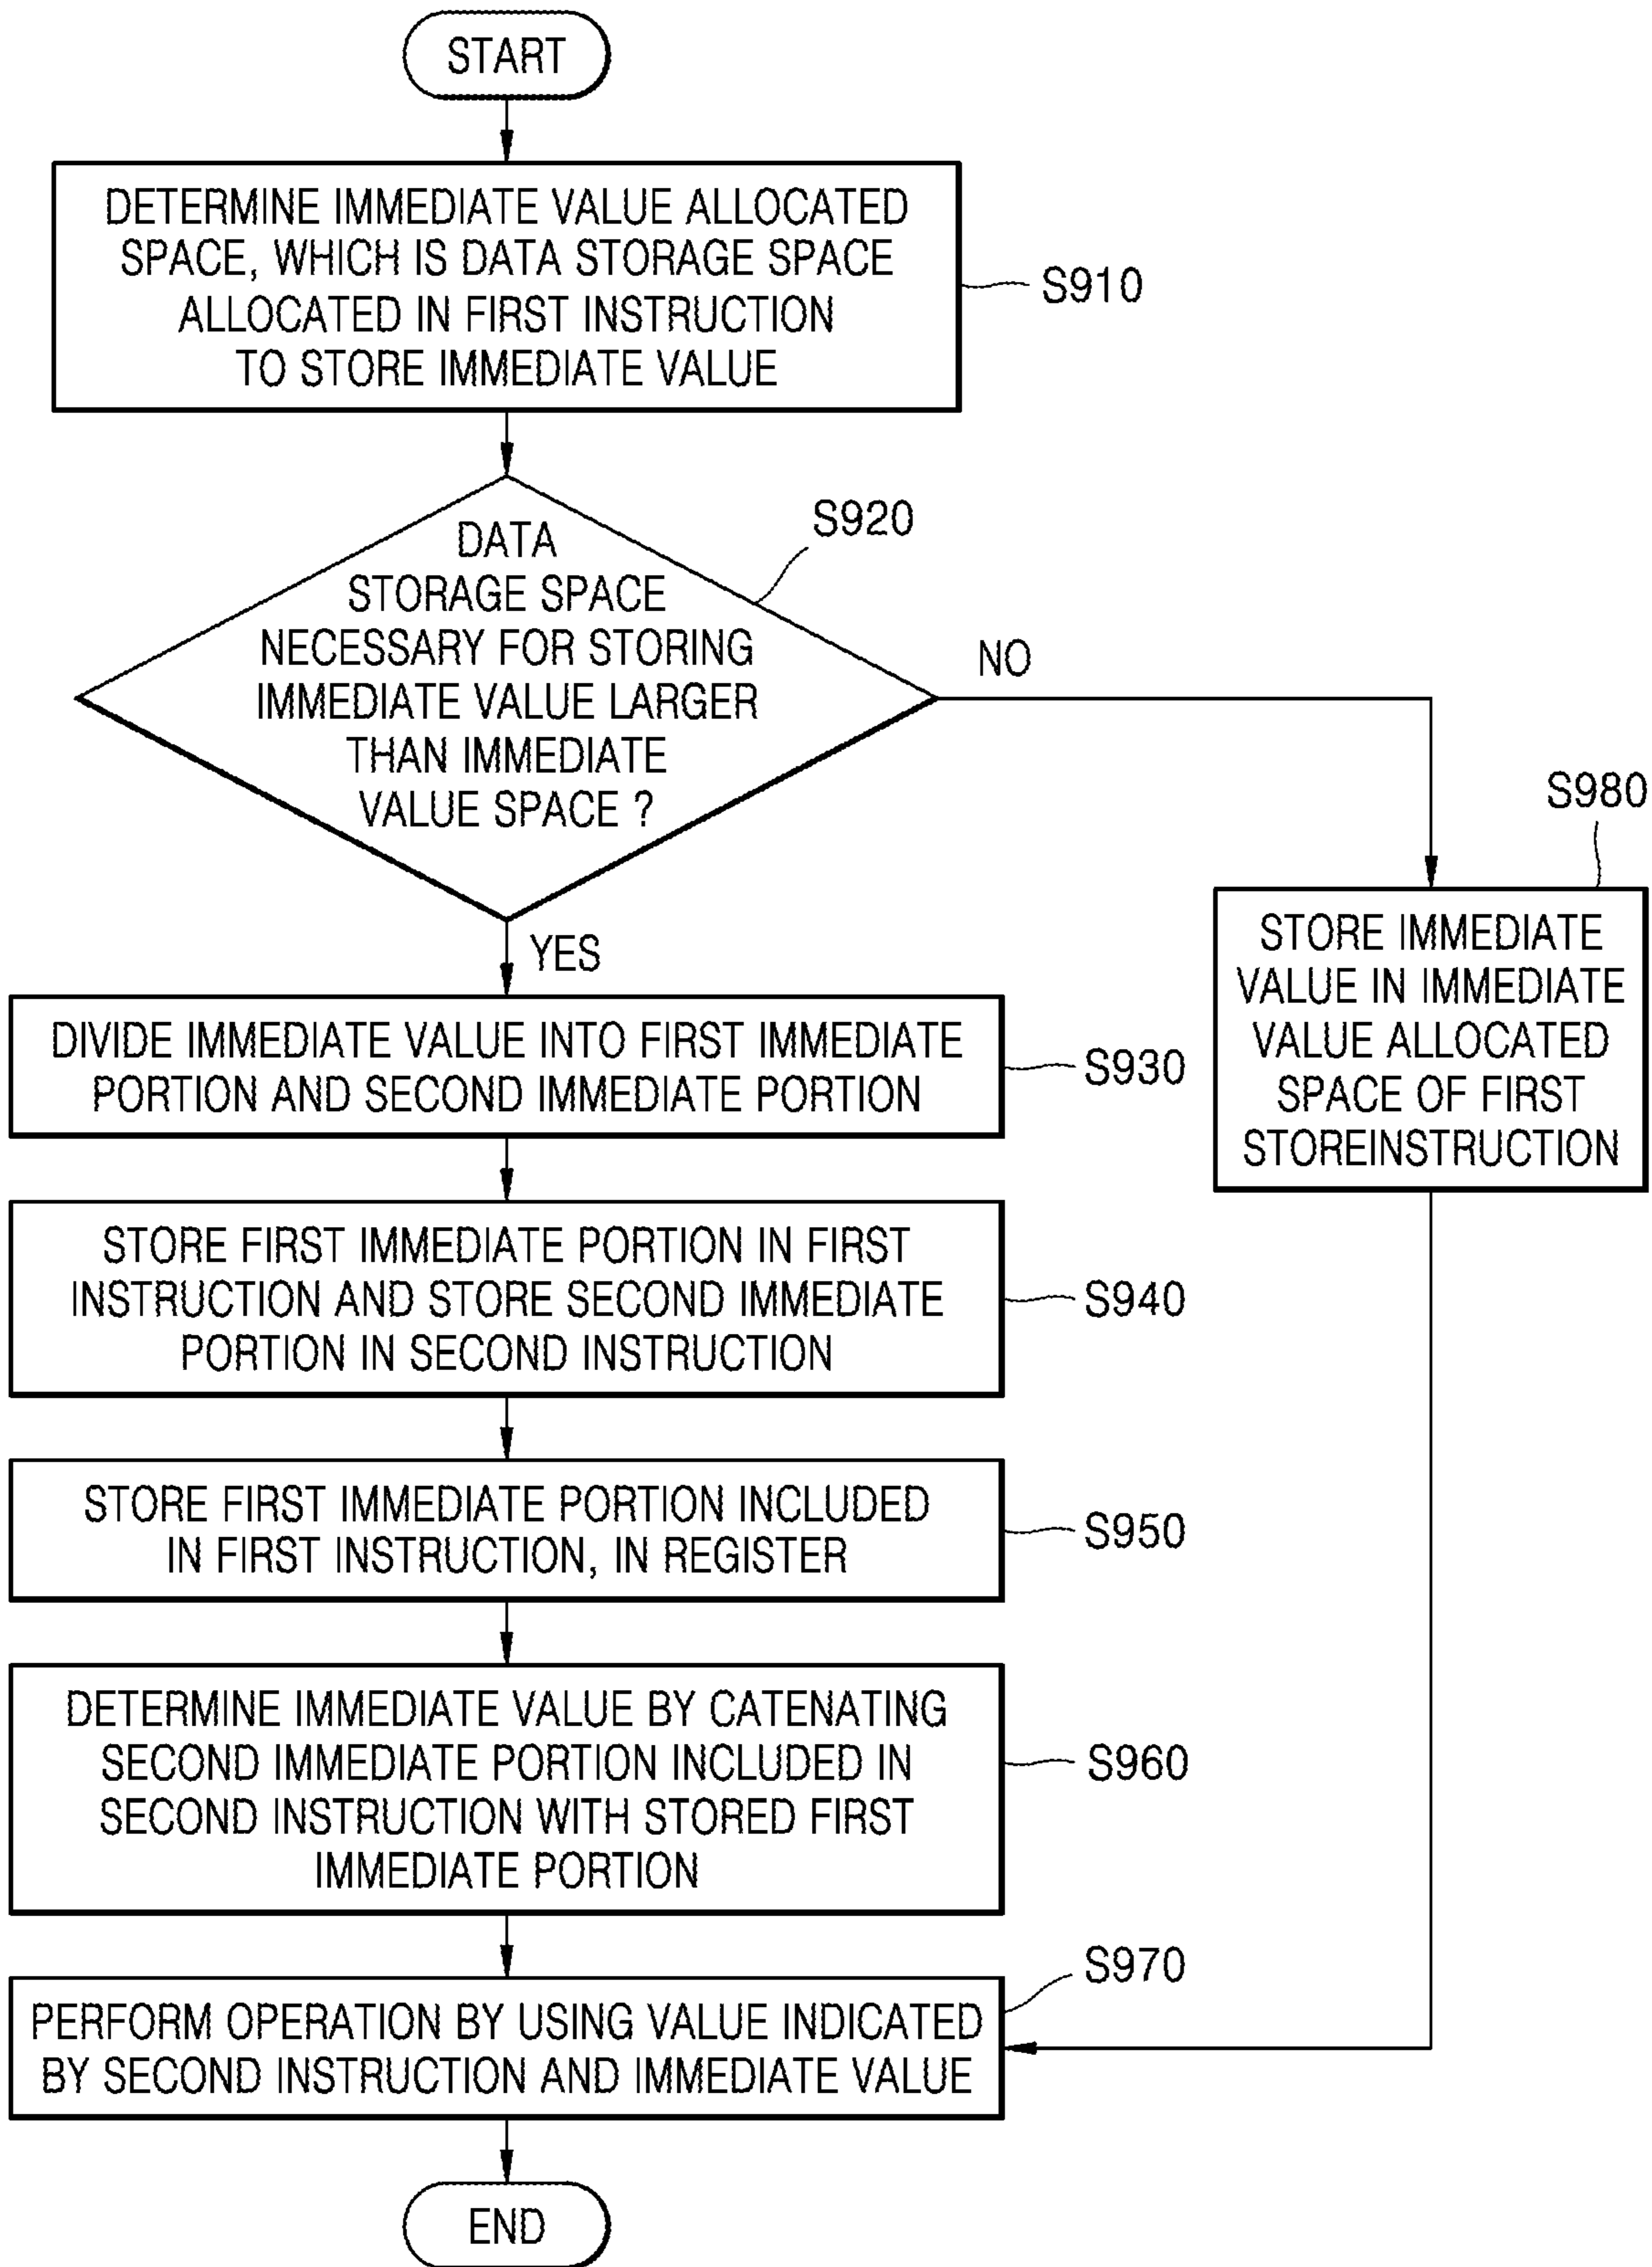 START
DETERMINE IMMEDIATE VALUE ALLOCATED
SPACE, WHICH IS DATA STORAGE SPACE
ALLOCATED IN FIRST INSTRUCTION
TO STORE IMMEDIATE VALUE
S910
DATA
STORAGE SPACE
NECESSARY FOR STORING
IMMEDIATE VALUE LARGER
THAN IMMEDIATE
VALUE SPACE ?
S920
NO
YES
S980
STORE IMMEDIATE
VALUE IN IMMEDIATE
VALUE ALLOCATED
SPACE OF FIRST
STOREINSTRUCTION
DIVIDE IMMEDIATE VALUE INTO FIRST IMMEDIATE
PORTION AND SECOND IMMEDIATE PORTION
S930
STORE FIRST IMMEDIATE PORTION IN FIRST
INSTRUCTION AND STORE SECOND IMMEDIATE
PORTION IN SECOND INSTRUCTION
S940
STORE FIRST IMMEDIATE PORTION INCLUDED
IN FIRST INSTRUCTION, IN REGISTER
S950
DETERMINE IMMEDIATE VALUE BY CATENATING
SECOND IMMEDIATE PORTION INCLUDED IN
SECOND INSTRUCTION WITH STORED FIRST
IMMEDIATE PORTION
S960
PERFORM OPERATION BY USING VALUE INDICATED
BY SECOND INSTRUCTION AND IMMEDIATE VALUE
S970
END